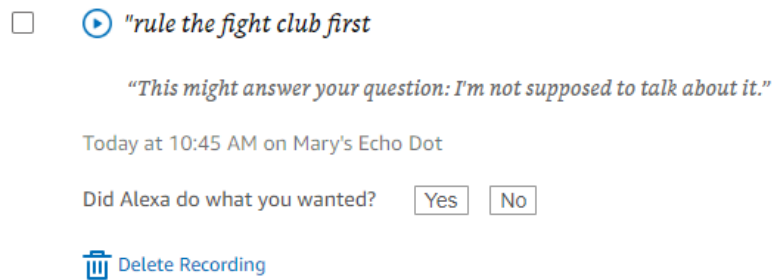 "rule the fight club first
“This might answer your question: I'm not supposed to talk about it.”
Today at 10:45 AM on Mary's Echo Dot
Did Alexa do what you wanted? Yes No
Delete Recording